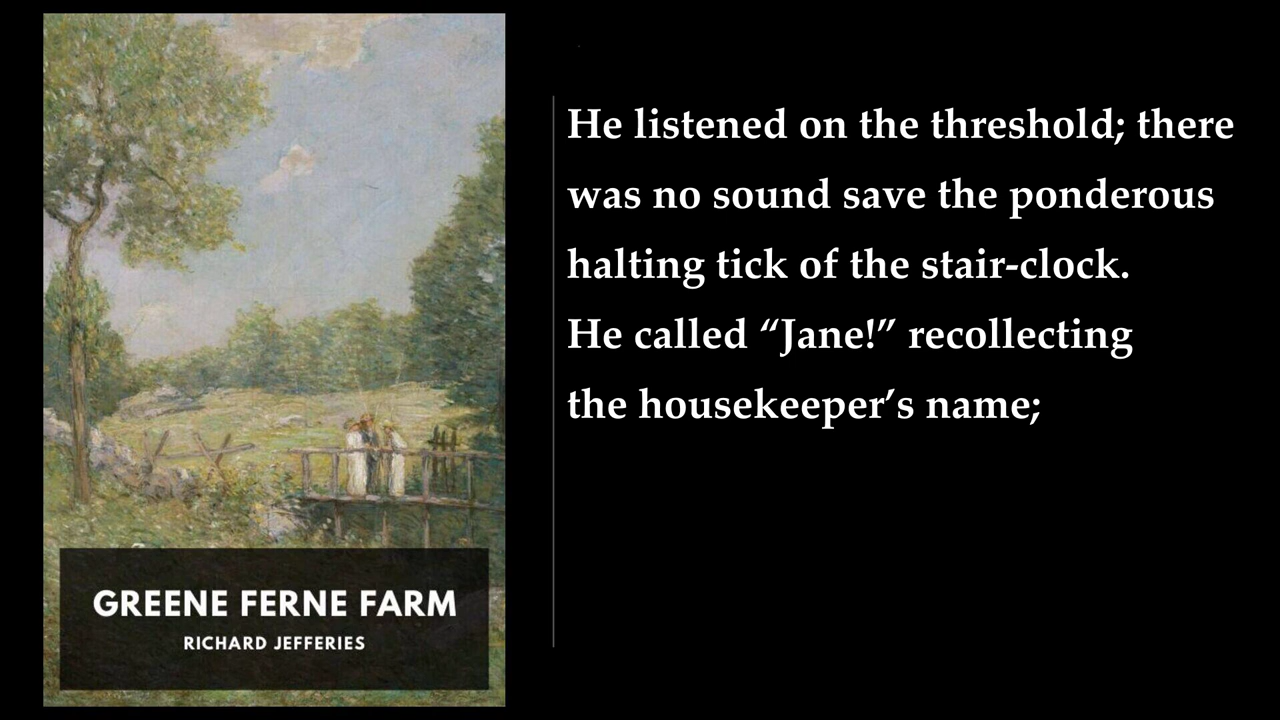 GREENE FERNE FARM
RICHARD JEFFERIES
He listened on the threshold; there
was no sound save the ponderous
halting tick of the stair-clock.
He called “Jane!” recollecting
the housekeeper’s name;